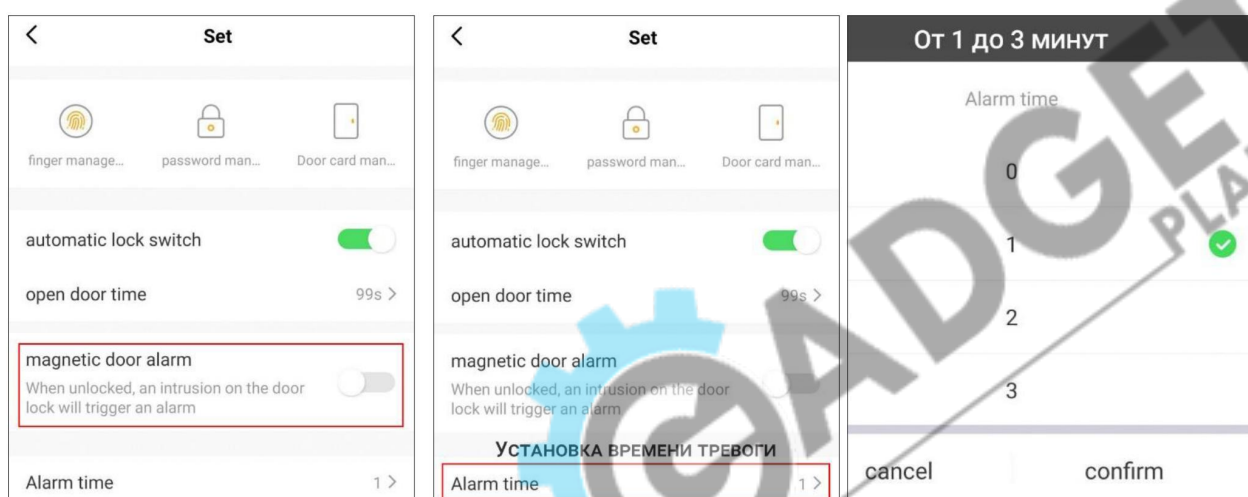 Set
finger manage...
password man...
Door card man...
automatic lock switch
open door time
99s >
magnetic door alarm
When unlocked, an intrusion on the door
lock will trigger an alarm
Alarm time
1 >
Set
finger manage...
password man...
Door card man...
automatic lock switch
open door time
99s >
magnetic door alarm
When unlocked, an intrusion on the door
lock will trigger an alarm
УСТАНОВКА ВРЕМЕНИ ТРЕВОГИ
Alarm time
1 >
ОТ 1 ДО 3 МИНУТ
Alarm time
0
1
2
3
cancel
confirm
GADGET